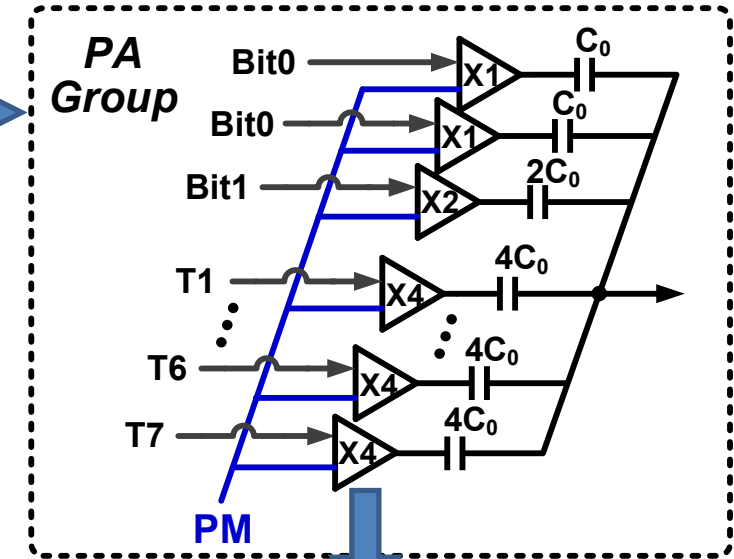 PA
Group
Bit0
X1
C₀
Bit0
X1
C₀
Bit1
X2
2C₀
T1
X4
4C₀
T6
X4
4C₀
T7
X4
4C₀
PM